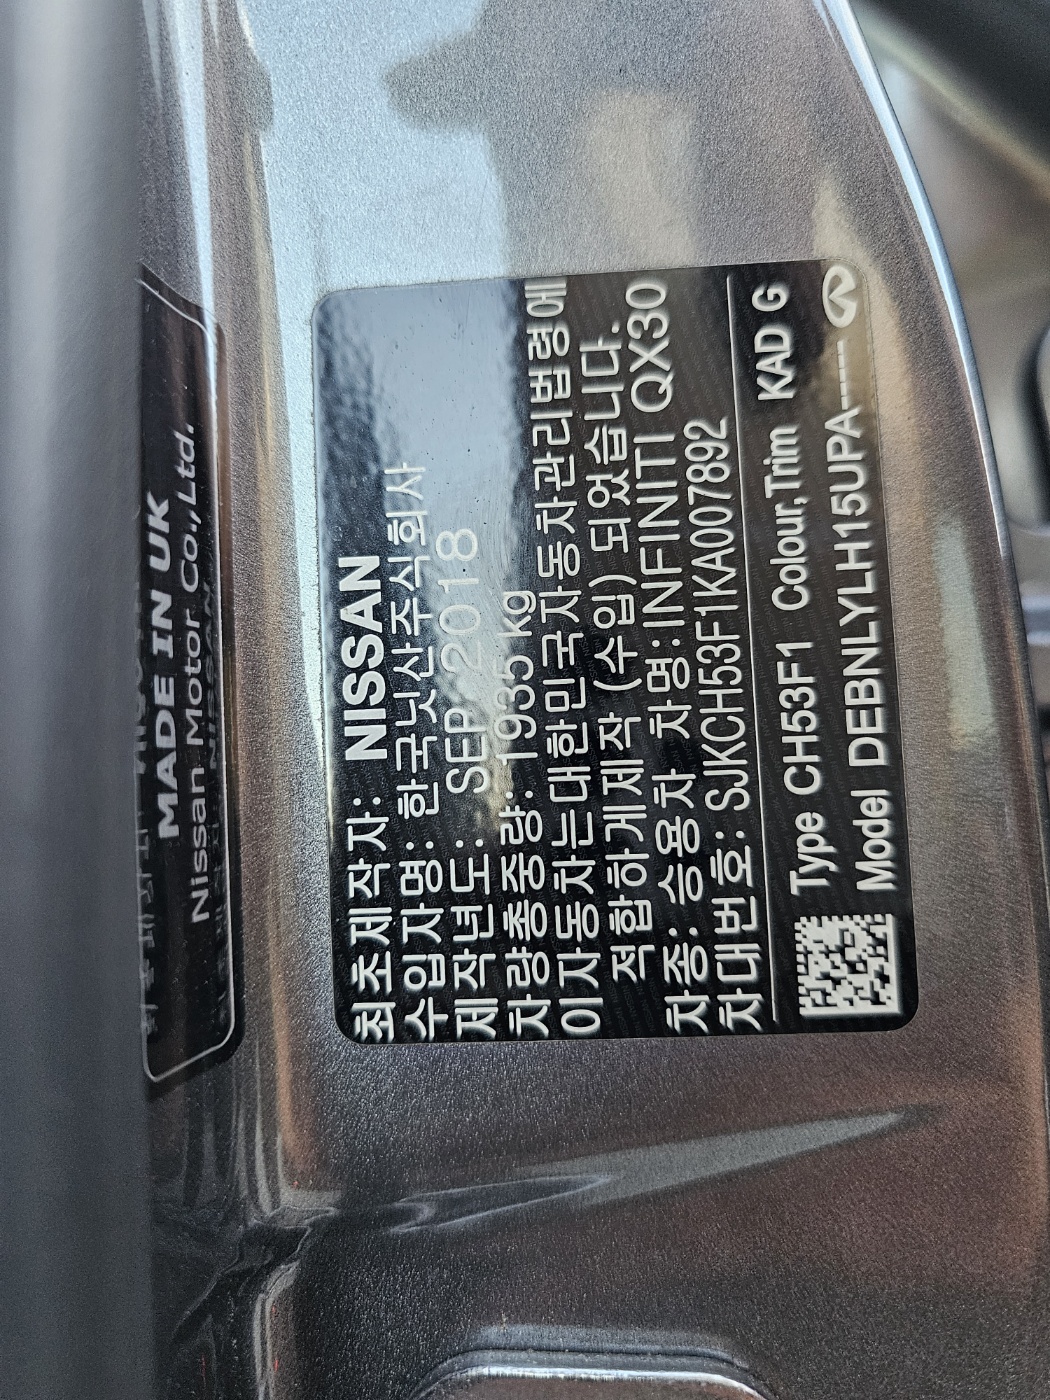 MADE IN UK
Nissan Motor Co.,Ltd.
최초제작자: NISSAN
수입자명: 한국닛산주식회사
제작년도: SEP 2018
차량총중량: 1935 kg
이자동차는 대한민국자동차관리법령에
적합하게제작 (수입) 되었습니다.
차종: 승용차 차명:INFINITI QX30
차대번호: SJKCH53F1KA007892
Type CH53F1 Colour,Trim KAD G
Model DEBNLYLH15UPA----